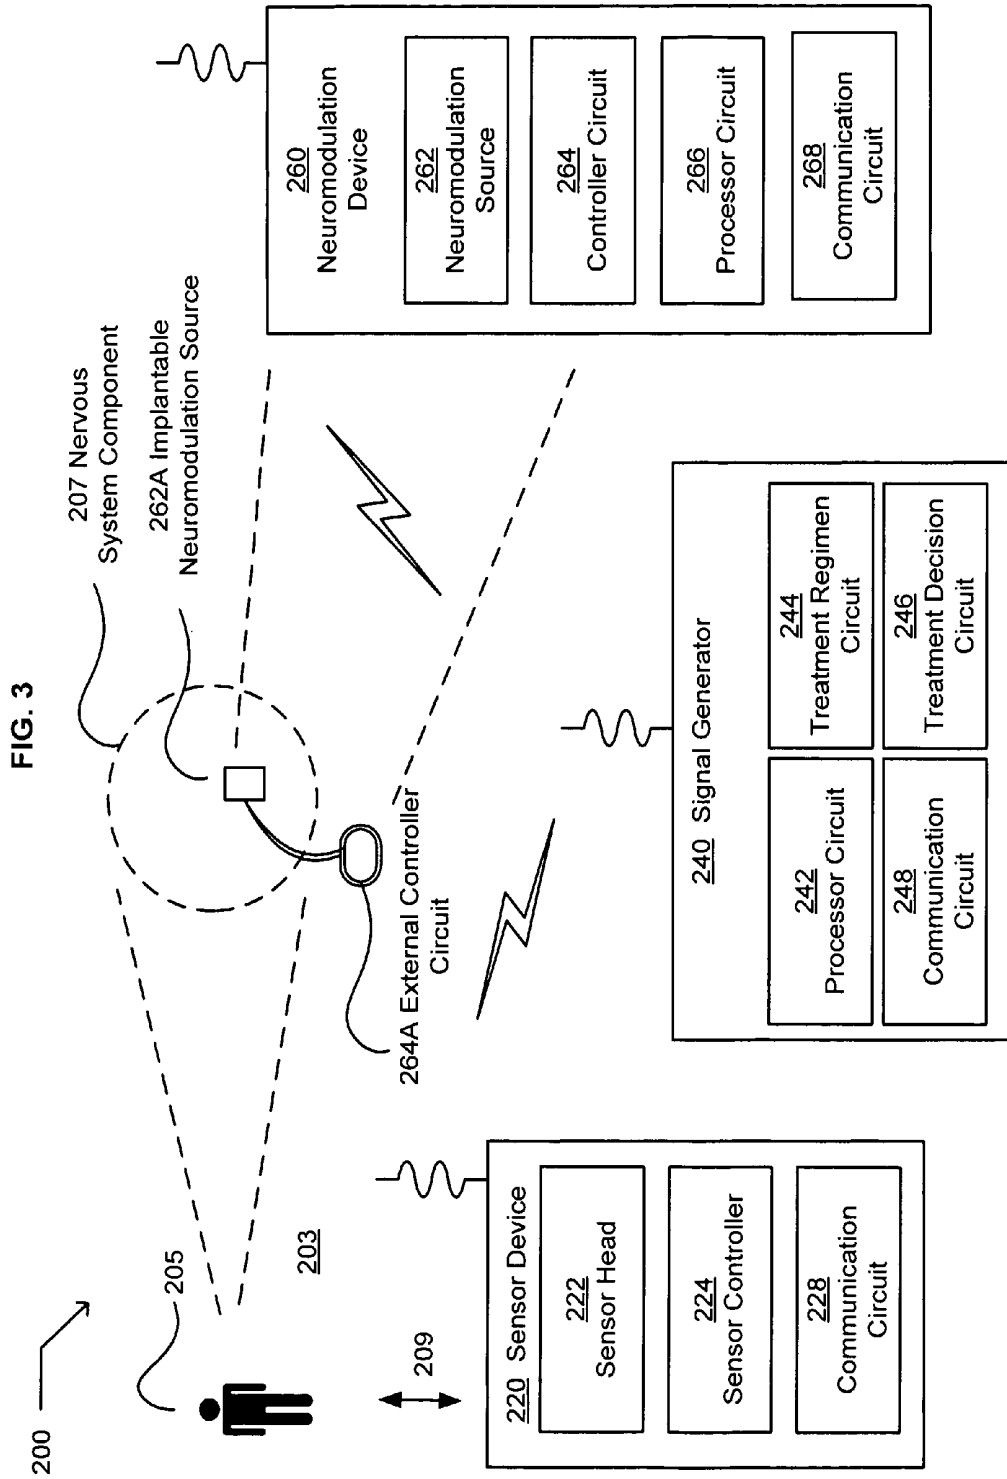 FIG. 3
200
205
203
209
207 Nervous
System Component
262A Implantable
Neuromodulation Source
264A External Controller
Circuit
220 Sensor Device
222
Sensor Head
224
Sensor Controller
228
Communication
Circuit
240 Signal Generator
242
Processor Circuit
244
Treatment Regimen
Circuit
248
Communication
Circuit
246
Treatment Decision
Circuit
260
Neuromodulation
Device
262
Neuromodulation
Source
264
Controller Circuit
266
Processor Circuit
268
Communication
Circuit